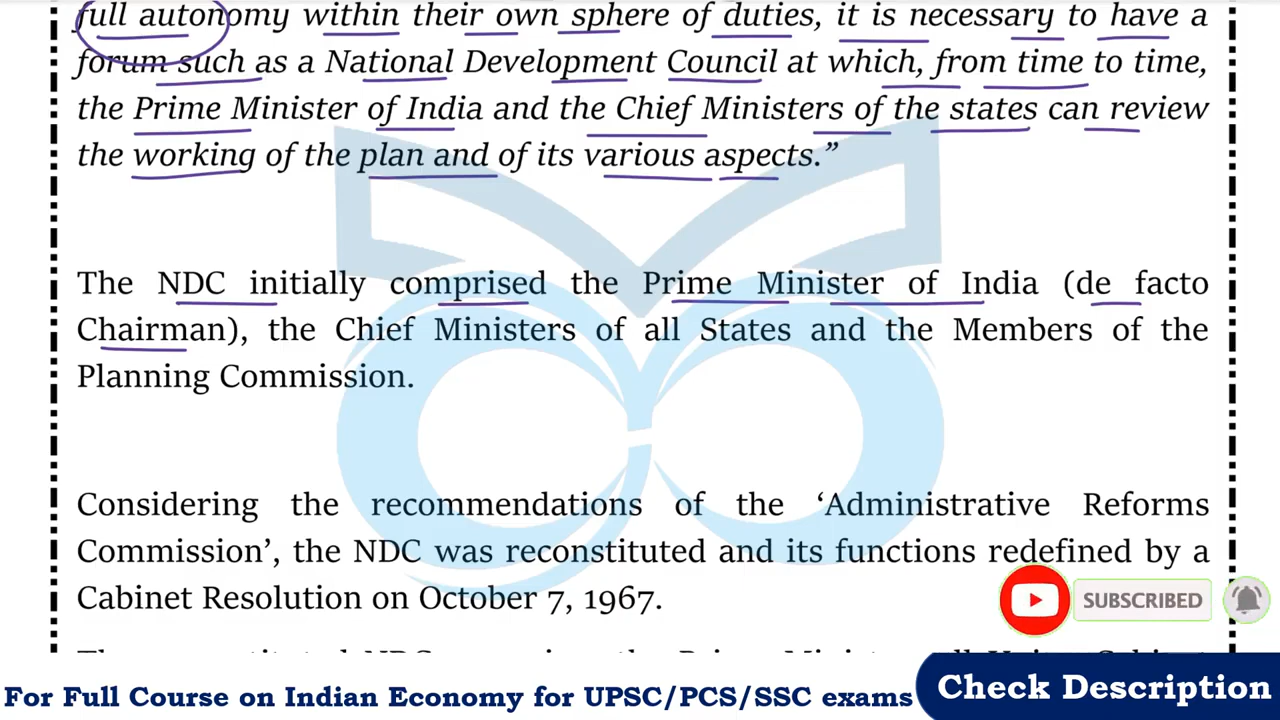 full autonomy within their own sphere of duties, it is necessary to have a
forum such as a National Development Council at which, from time to time,
the Prime Minister of India and the Chief Ministers of the states can review
the working of the plan and of its various aspects.”
The NDC initially comprised the Prime Minister of India (de facto
Chairman), the Chief Ministers of all States and the Members of the
Planning Commission.
Considering the recommendations of the ‘Administrative Reforms
Commission’, the NDC was reconstituted and its functions redefined by a
Cabinet Resolution on October 7, 1967.
SUBSCRIBED
For Full Course on Indian Economy for UPSC/PCS/SSC exams
Check Description